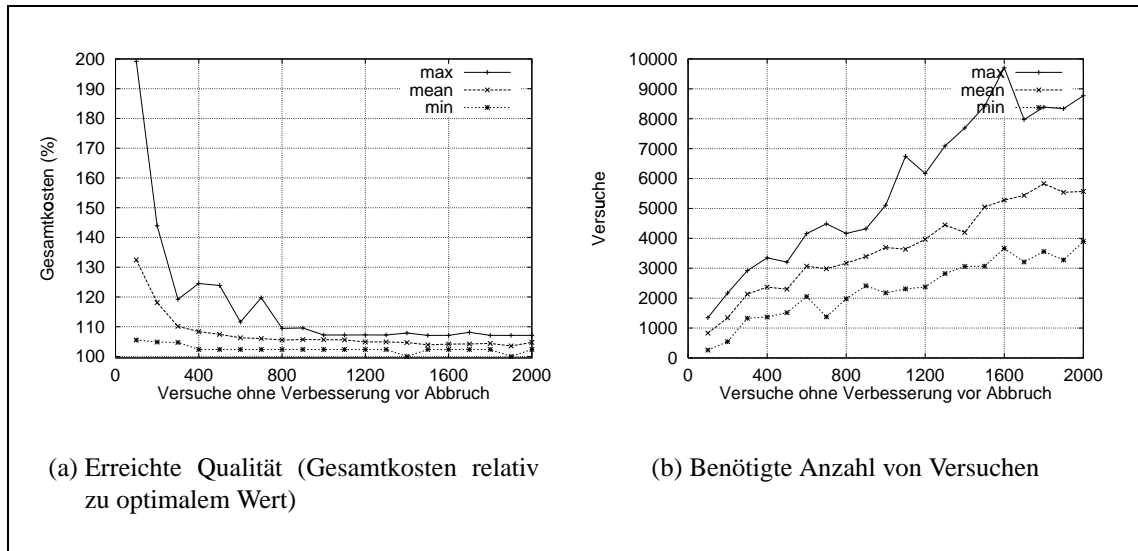 200
190
180
170
160
150
140
130
120
110
100
0
400
800
1200
1600
2000
Gesamtkosten (%)
Versuche ohne Verbesserung vor Abbruch
max
mean
min
10000
9000
8000
7000
6000
5000
4000
3000
2000
1000
0
0
400
800
1200
1600
2000
Versuche
Versuche ohne Verbesserung vor Abbruch
max
mean
min
(a) Erreichte Qualität (Gesamtkosten relativ
zu optimalem Wert)
(b) Benötigte Anzahl von Versuchen